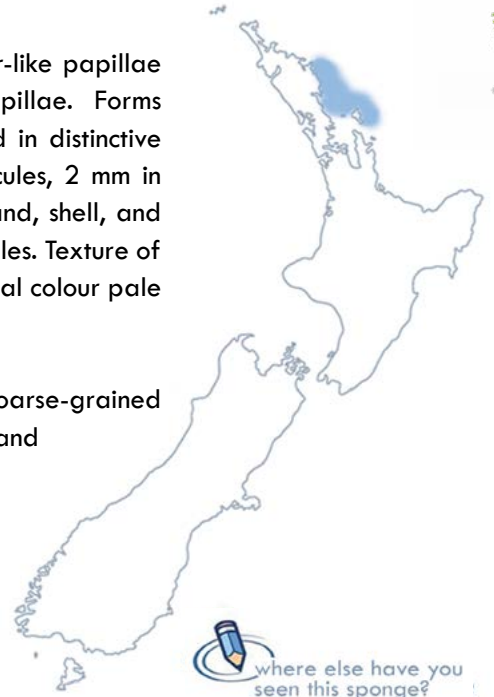 r-like papillae
pillae. Forms
d in distinctive
cules, 2 mm in
and, shell, and
les. Texture of
al colour pale
oarse-grained
and
where else have you
seen this sponge?